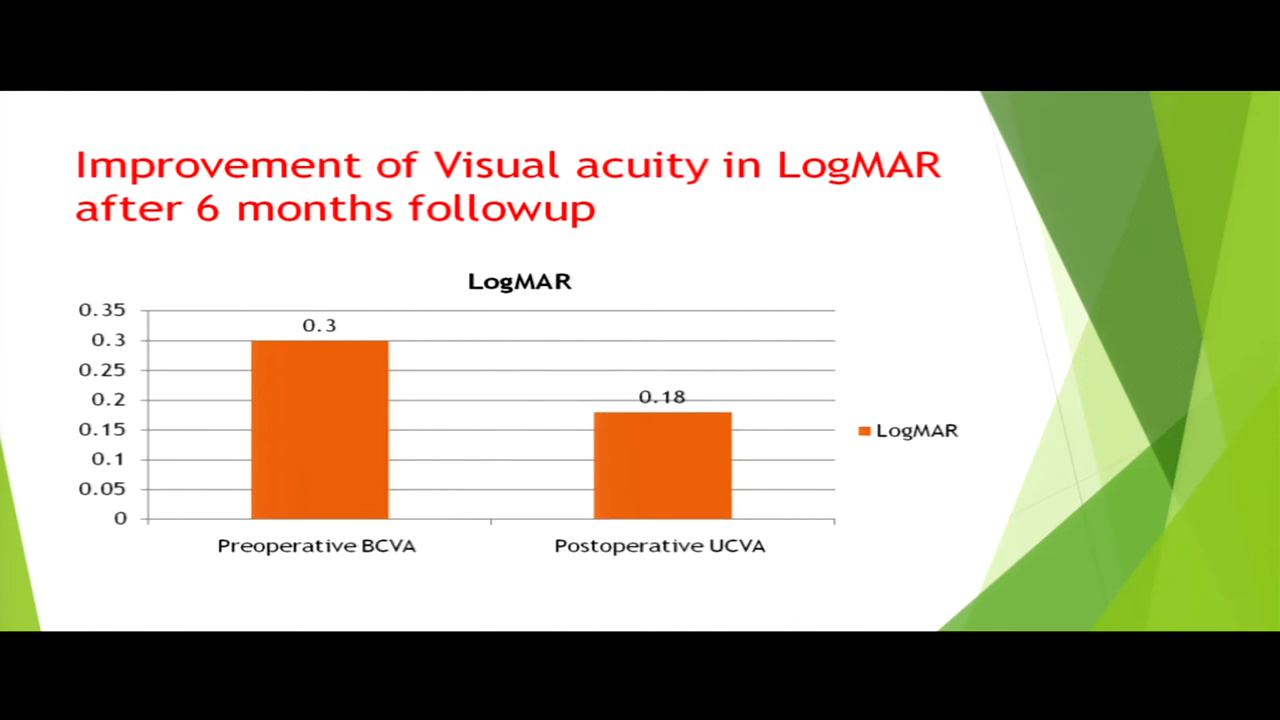 Improvement of Visual acuity in LogMAR
after 6 months followup
LogMAR
0.35
0.3
0.25
0.2
0.15
0.1
0.05
0
0.3
0.18
Preoperative BCVA
Postoperative UCVA
LogMAR